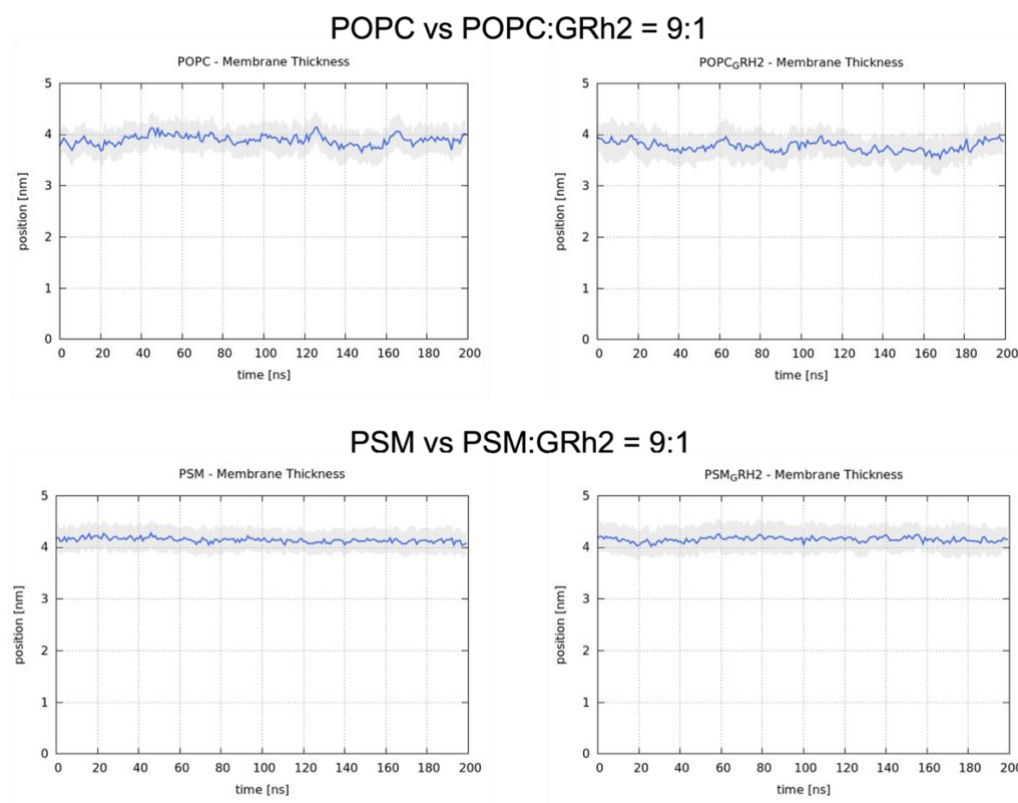 POPC vs POPC:GRh2 = 9:1
POPC - Membrane Thickness
5
4
3
2
1
0
position [nm]
0 20 40 60 80 100 120 140 160 180 200
time [ns]
POPCGRH2 - Membrane Thickness
5
4
3
2
1
0
position [nm]
0 20 40 60 80 100 120 140 160 180 200
time [ns]
PSM vs PSM:GRh2 = 9:1
PSM - Membrane Thickness
5
4
3
2
1
0
position [nm]
0 20 40 60 80 100 120 140 160 180 200
time [ns]
PSMGRH2 - Membrane Thickness
5
4
3
2
1
0
position [nm]
0 20 40 60 80 100 120 140 160 180 200
time [ns]